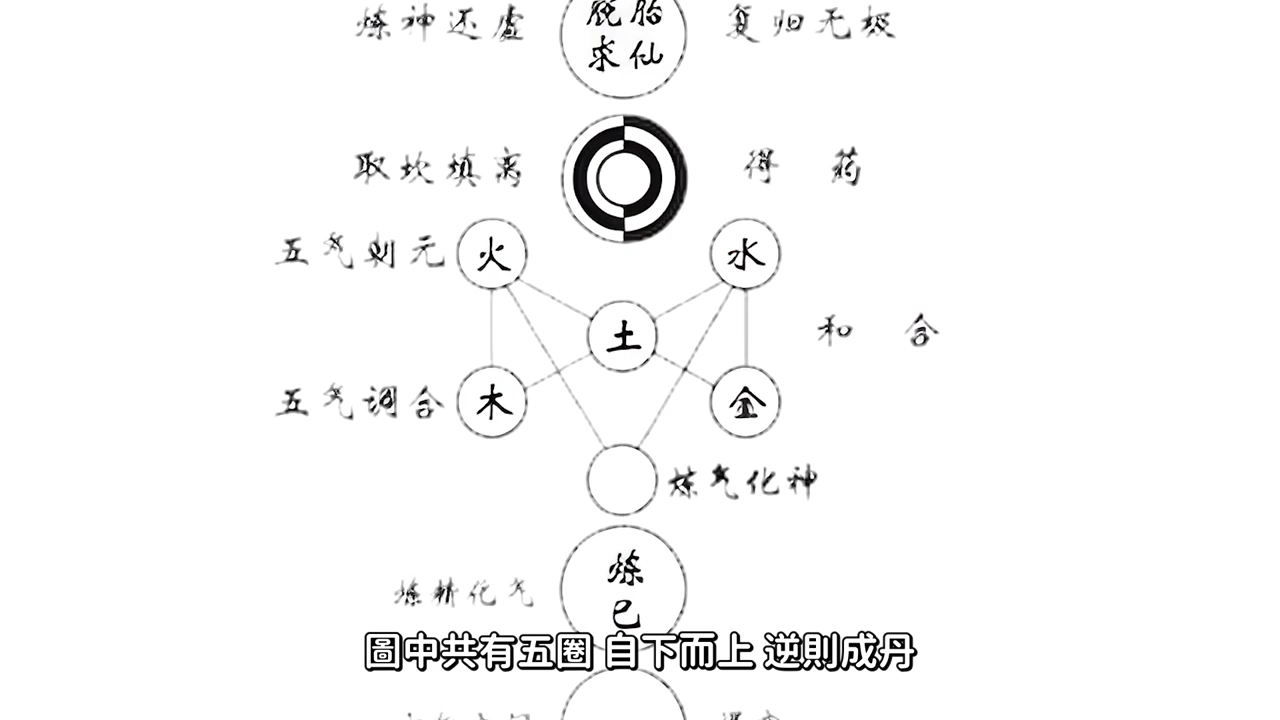 炼神还虚 脱胎求仙 复归无极
取坎填离 得药
五气朝元 火 水
土 和合
五气调合 木 金
炼气化神
炼精化气 炼己
圖中共有五圈 自下而上 逆則成丹